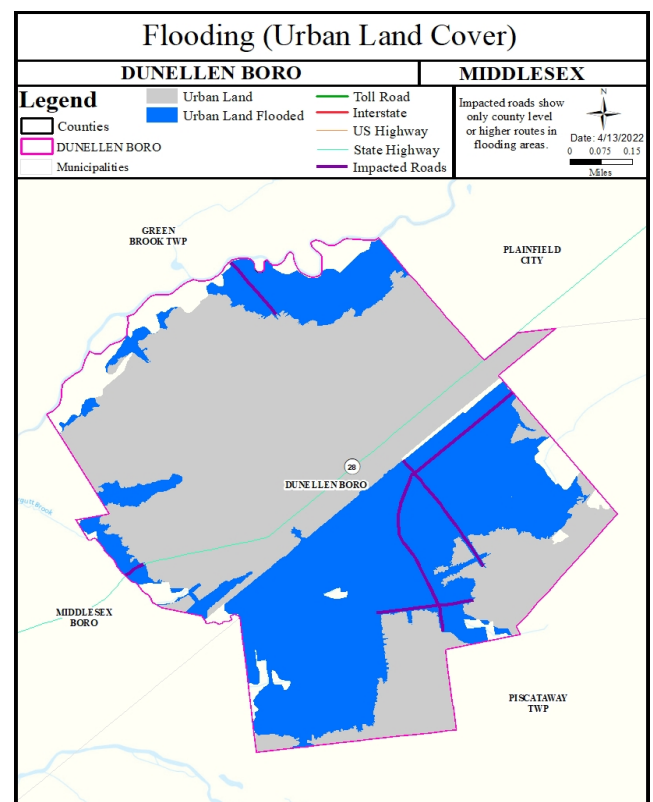 Flooding (Urban Land Cover)
DUNELLEN BORO
MIDDLESEX
Legend
Counties
DUNELLEN BORO
Municipalities
Urban Land
Urban Land Flooded
Toll Road
Interstate
US Highway
State Highway
Impacted Roads
Impacted roads show
only county level
or higher routes in
flooding areas.
N
Date: 4/13/2022
0 0.075 0.15
Miles
GREEN
BROOK TWP
PLAINFIELD
CITY
28
DUNELLEN BORO
MIDDLESEX
BORO
PISCATAWAY
TWP